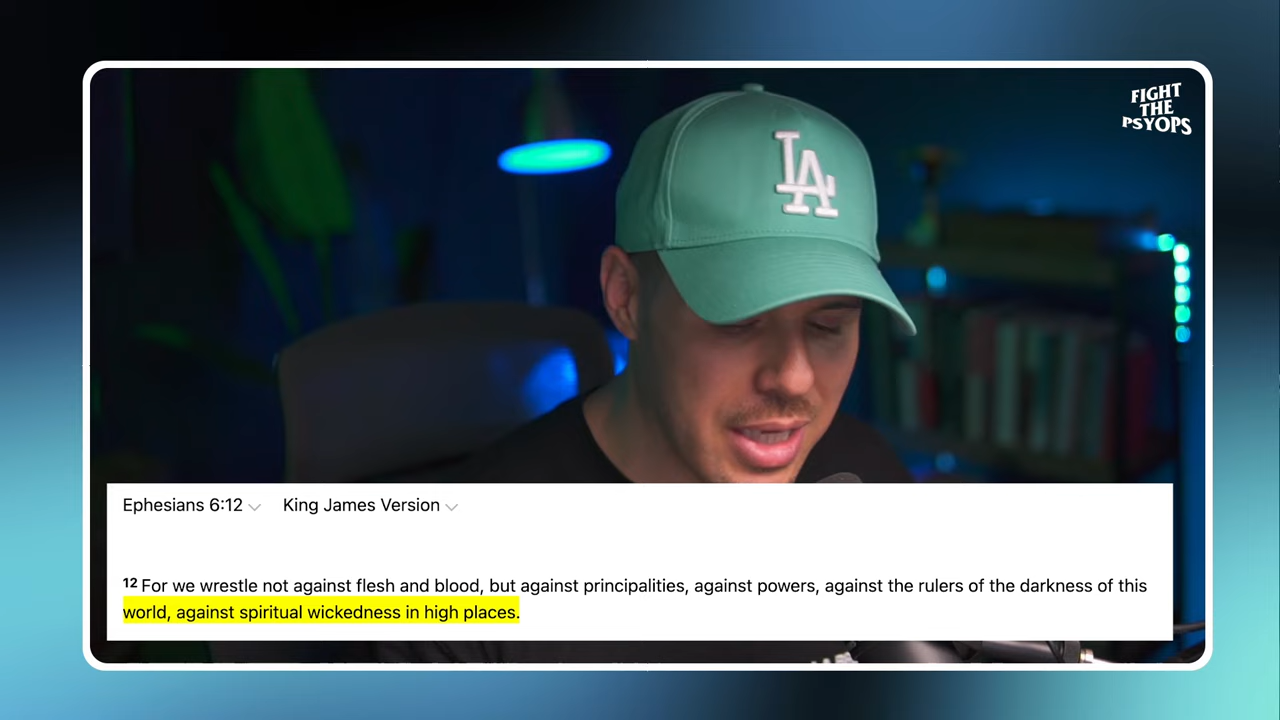 FIGHT
THE
PSYOPS
LA
Ephesians 6:12 King James Version
12 For we wrestle not against flesh and blood, but against principalities, against powers, against the rulers of the darkness of this
world, against spiritual wickedness in high places.